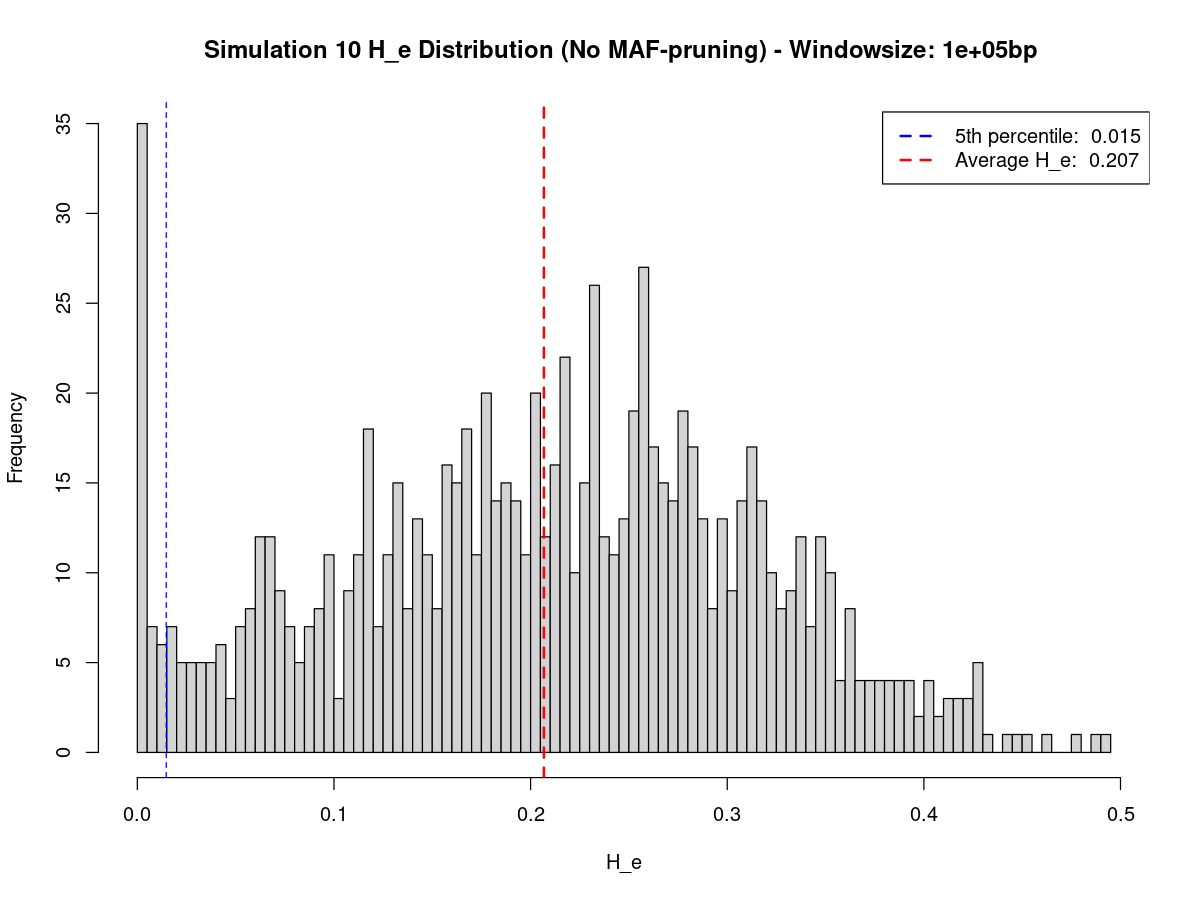 Simulation 10 H_e Distribution (No MAF-pruning) - Windowsize: 1e+05bp
5th percentile: 0.015
Average H_e: 0.207
Frequency
35
30
25
20
15
10
5
0
0.0 0.1 0.2 0.3 0.4 0.5
H_e